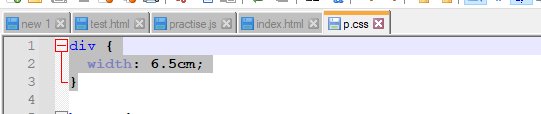 new 1 test.html practise.js index.html p.css
1 div {
2 width: 6.5cm;
3 }
4